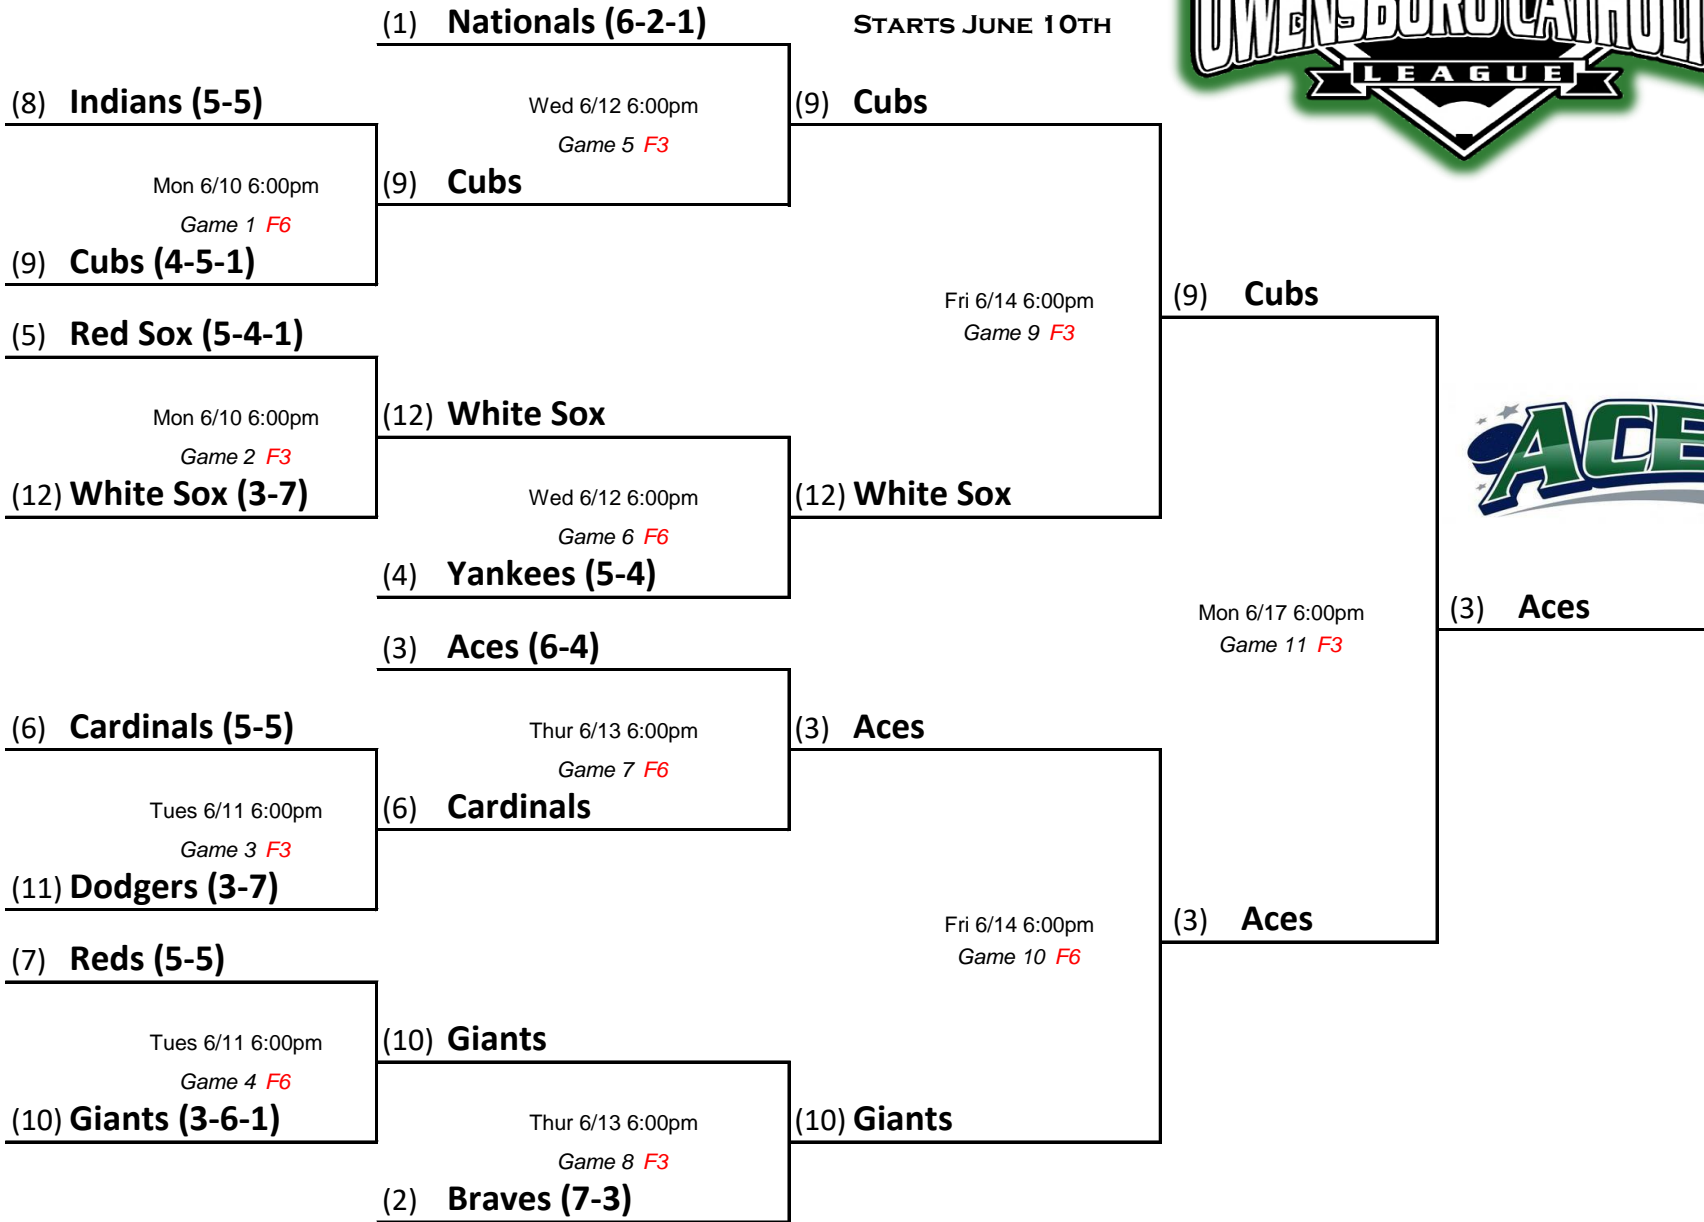 (1) Nationals (6-2-1)
STARTS JUNE 10TH
OWENSBORO CATHOLI
LEAGUE
(8) Indians (5-5)
Wed 6/12 6:00pm
Game 5 F3
(9) Cubs
Mon 6/10 6:00pm
Game 1 F6
(9) Cubs
(9) Cubs (4-5-1)
Fri 6/14 6:00pm
Game 9 F3
(9) Cubs
(5) Red Sox (5-4-1)
Mon 6/10 6:00pm
Game 2 F3
(12) White Sox
ACE
(12) White Sox (3-7)
Wed 6/12 6:00pm
Game 6 F6
(12) White Sox
(4) Yankees (5-4)
Mon 6/17 6:00pm
Game 11 F3
(3) Aces
(3) Aces (6-4)
(6) Cardinals (5-5)
Thur 6/13 6:00pm
Game 7 F6
(3) Aces
Tues 6/11 6:00pm
Game 3 F3
(6) Cardinals
(11) Dodgers (3-7)
Fri 6/14 6:00pm
Game 10 F6
(3) Aces
(7) Reds (5-5)
Tues 6/11 6:00pm
Game 4 F6
(10) Giants
(10) Giants (3-6-1)
Thur 6/13 6:00pm
Game 8 F3
(10) Giants
(2) Braves (7-3)